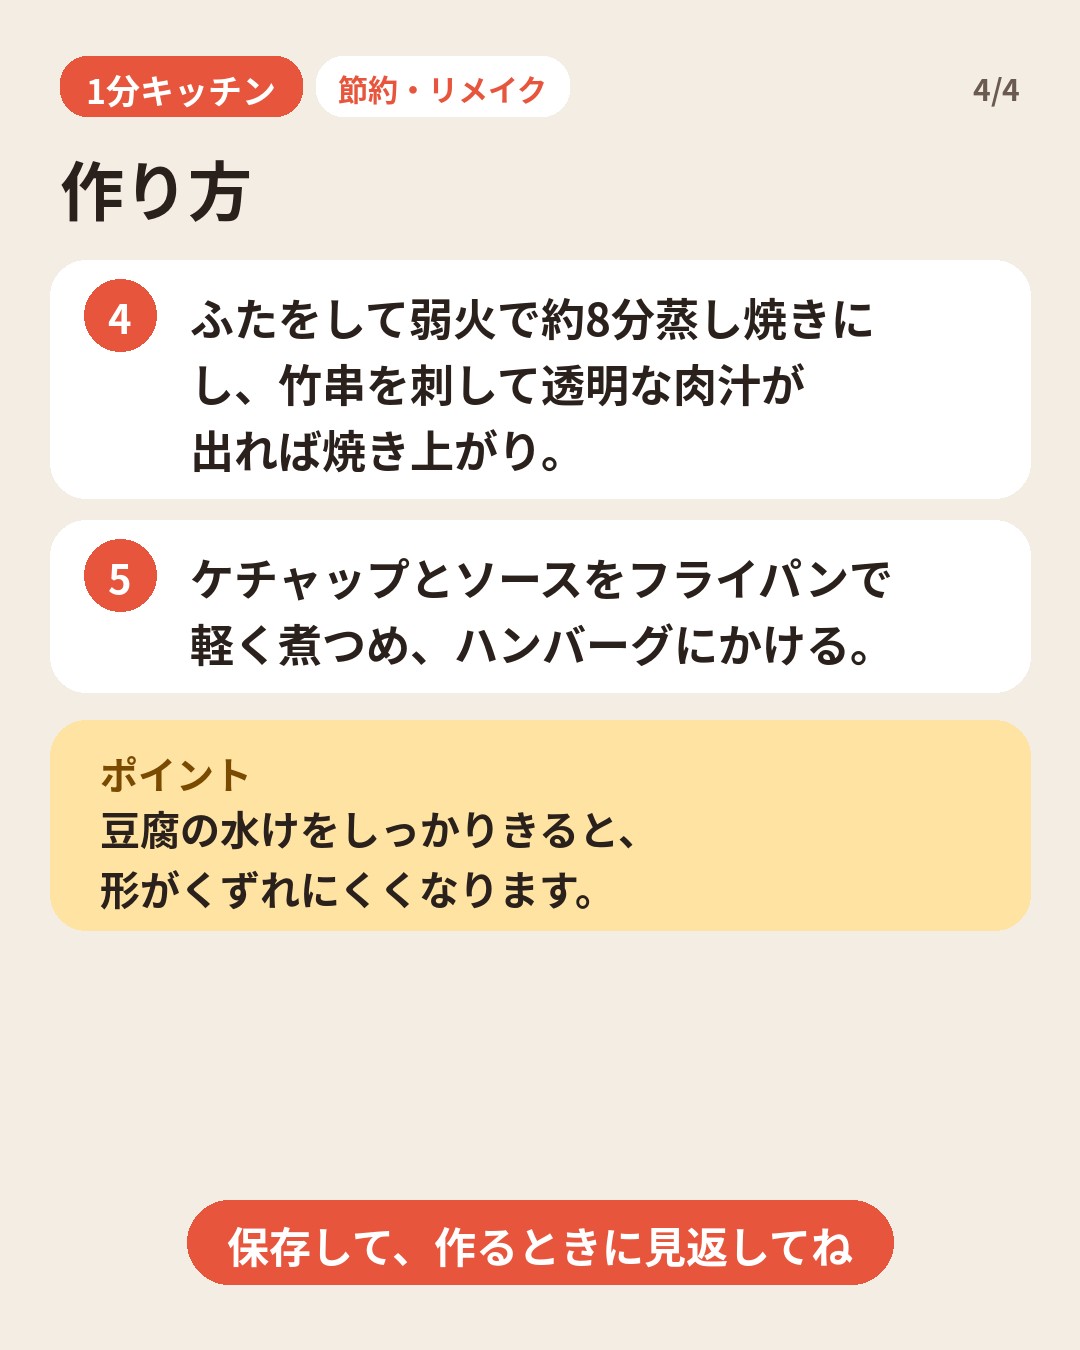 1分キッチン
節約・リメイク
4/4
作り方
4
ふたをして弱火で約8分蒸し焼きに
し、竹串を刺して透明な肉汁が
出れば焼き上がり。
5
ケチャップとソースをフライパンで
軽く煮つめ、ハンバーグにかける。
ポイント
豆腐の水けをしっかりきると、
形がくずれにくくなります。
保存して、作るときに見返してね